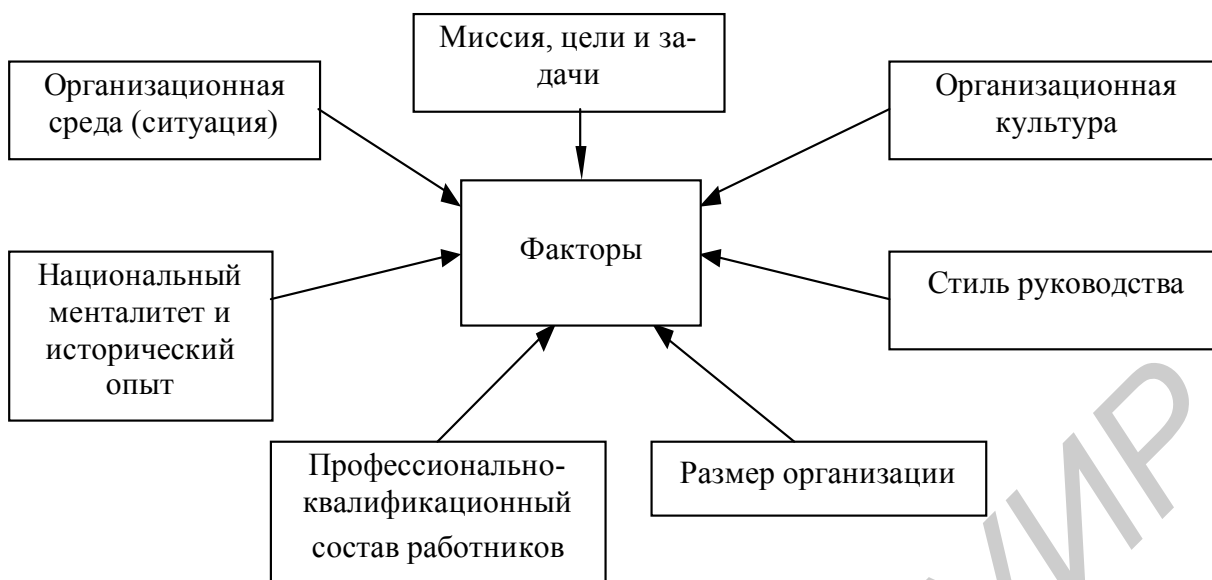 Миссия, цели и за-
дачи
Организационная
среда (ситуация)
Организационная
культура
Факторы
Национальный
менталитет и
исторический
опыт
Стиль руководства
Профессионально-
квалификационный
состав работников
Размер организации
УИР